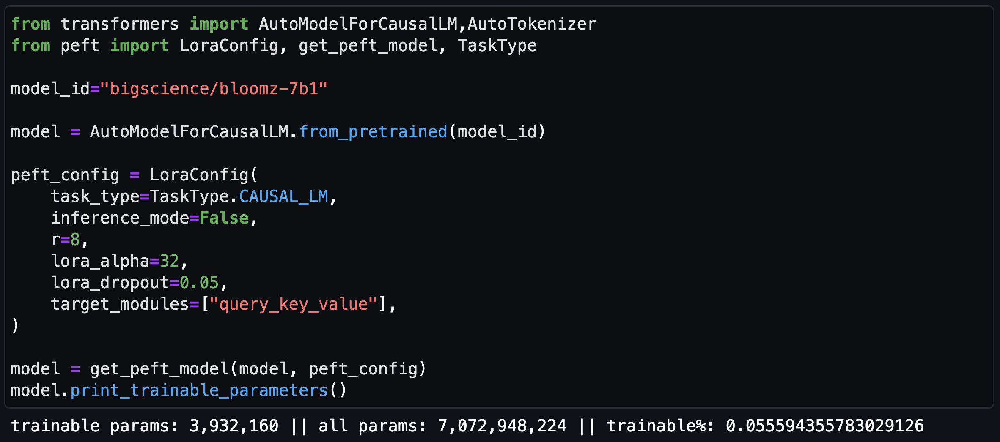 from transformers import AutoModelForCausalLM,AutoTokenizer
from peft import LoraConfig, get_peft_model, TaskType

model_id="bigscience/bloomz-7b1"

model = AutoModelForCausalLM.from_pretrained(model_id)

peft_config = LoraConfig(
    task_type=TaskType.CAUSAL_LM,
    inference_mode=False,
    r=8,
    lora_alpha=32,
    lora_dropout=0.05,
    target_modules=["query_key_value"],
)

model = get_peft_model(model, peft_config)
model.print_trainable_parameters()
trainable params: 3,932,160 || all params: 7,072,948,224 || trainable%: 0.055594355783029126